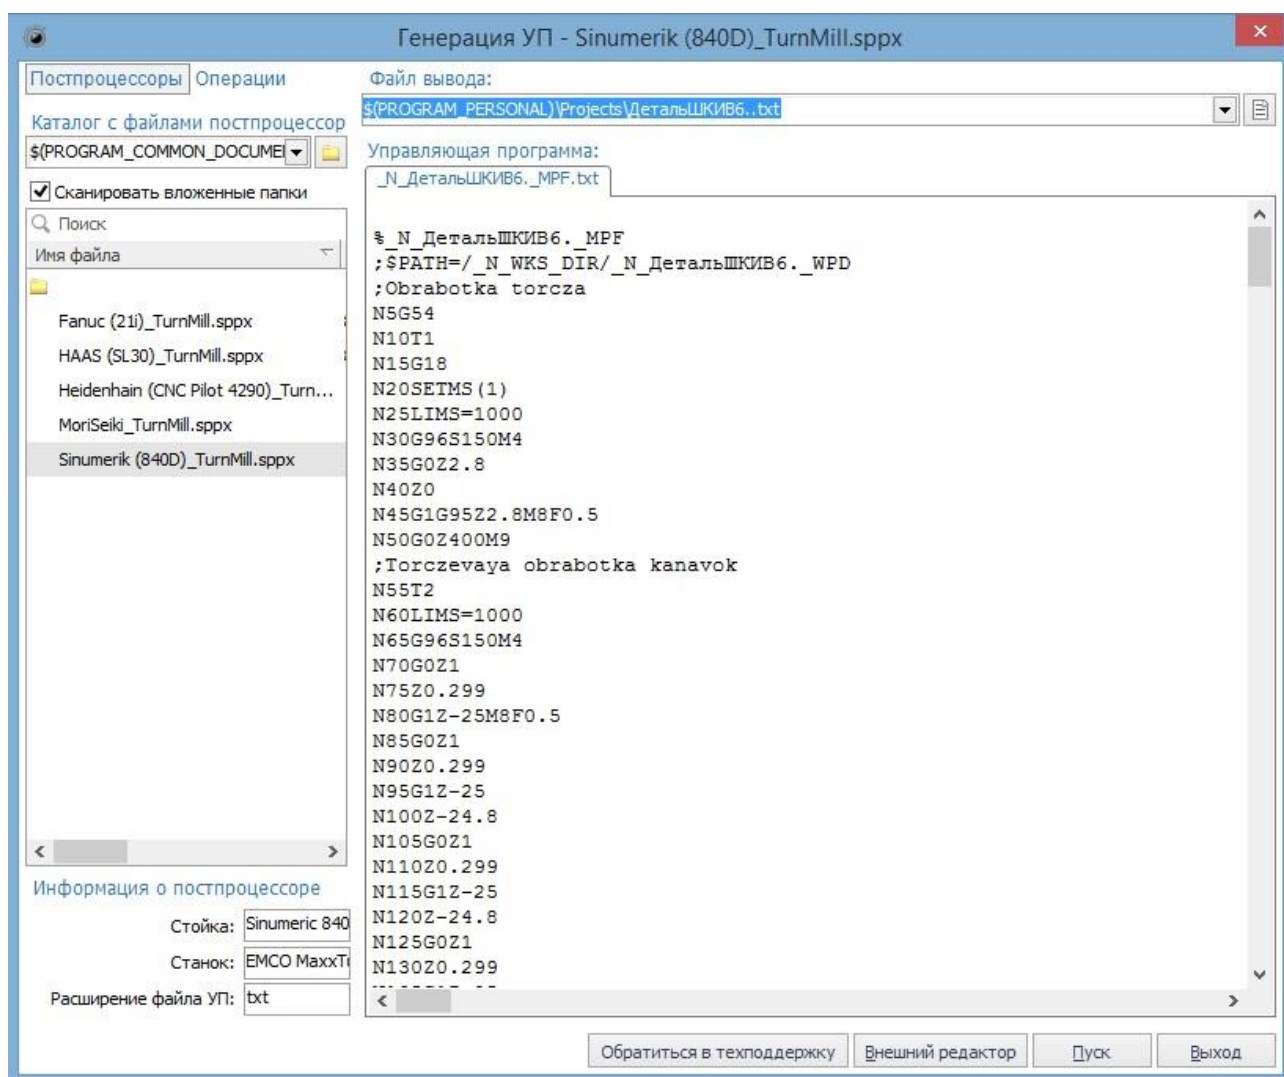 Генерация УП - Sinumerik (840D)_TurnMill.sppx
Постпроцессоры Операции
Каталог с файлами постпроцессор
$(PROGRAM_COMMON_DOCUME
Сканировать вложенные папки
Поиск
Имя файла
Fanuc (21i)_TurnMill.sppx
HAAS (SL30)_TurnMill.sppx
Heidenhain (CNC Pilot 4290)_Turn...
MoriSeiki_TurnMill.sppx
Sinumerik (840D)_TurnMill.sppx
Информация о постпроцессоре
Стойка: Sinumeric 840
Станок: EMCO MaxxTu
Расширение файла УП: txt
Файл вывода:
$(PROGRAM_PERSONAL)\Projects\ДетальШКИВ6..txt
Управляющая программа:
_N_ДетальШКИВ6._MPF.txt
%_N_ДетальШКИВ6._MPF
;$PATH=/_N_WKS_DIR/_N_ДетальШКИВ6._WPD
;Obrabotka torcza
N5G54
N10T1
N15G18
N20SETMS(1)
N25LIMS=1000
N30G96S150M4
N35G0Z2.8
N40Z0
N45G1G95Z2.8M8F0.5
N50G0Z400M9
;Torczevaya obrabotka kanavok
N55T2
N60LIMS=1000
N65G96S150M4
N70G0Z1
N75Z0.299
N80G1Z-25M8F0.5
N85G0Z1
N90Z0.299
N95G1Z-25
N100Z-24.8
N105G0Z1
N110Z0.299
N115G1Z-25
N120Z-24.8
N125G0Z1
N130Z0.299
Обратиться в техподдержку Внешний редактор Пуск Выход